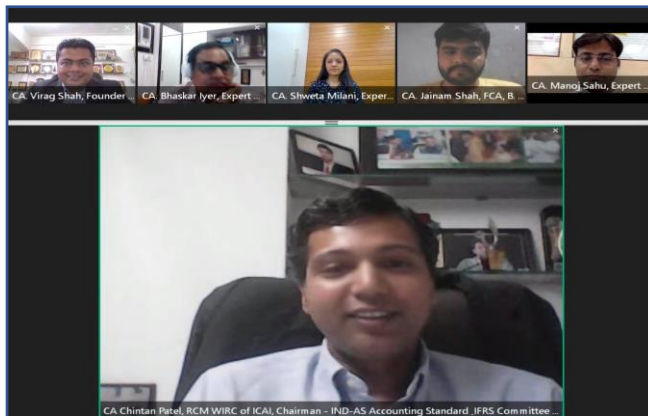 CA. Virag Shah, Founder ...
CA. Bhaskar Iyer, Expert ...
CA. Shweta Milani, Exper...
CA. Jainam Shah, FCA, B. ...
CA. Manoj Sahu, Expert ...
CA Chintan Patel, RCM WIRC of ICAI, Chairman - IND-AS Accounting Standard_IFRS Committee ...